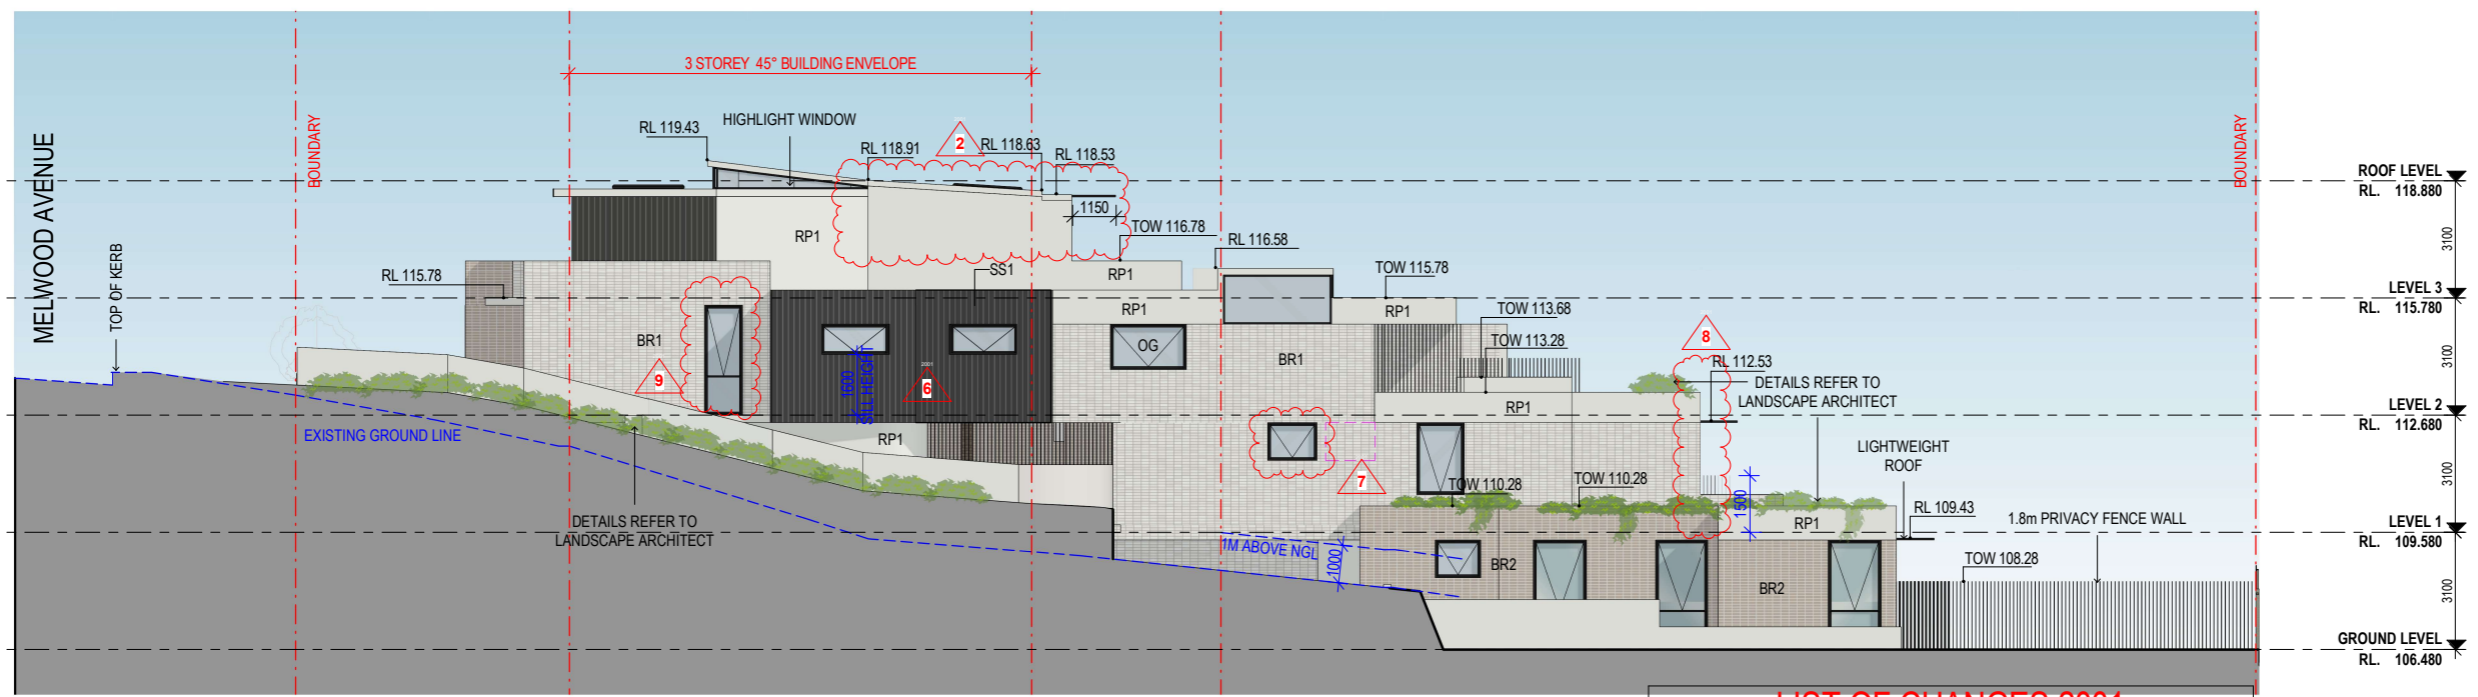 3 STOREY 45° BUILDING ENVELOPE
MELWOOD AVENUE
BOUNDARY
BOUNDARY
TOP OF KERB
RL 119.43
HIGHLIGHT WINDOW
RL 118.91
2
RL 118.63
RL 118.53
ROOF LEVEL
RL. 118.880
1150
TOW 116.78
RP1
RL 116.58
3100
RL 115.78
SS1
RP1
TOW 115.78
LEVEL 3
RL. 115.780
RP1
RP1
TOW 113.68
BR1
OG
BR1
TOW 113.28
8
RL 112.53
3100
9
1600
SILL HEIGHT
2001
6
DETAILS REFER TO
LANDSCAPE ARCHITECT
RP1
LEVEL 2
RL. 112.680
EXISTING GROUND LINE
RP1
LIGHTWEIGHT
ROOF
7
TOW 110.28
TOW 110.28
3100
1500
RL 109.43
DETAILS REFER TO
LANDSCAPE ARCHITECT
RP1
1.8m PRIVACY FENCE WALL
LEVEL 1
RL. 109.580
1M ABOVE NGL
1000
BR2
TOW 108.28
BR2
3100
GROUND LEVEL
RL. 106.480